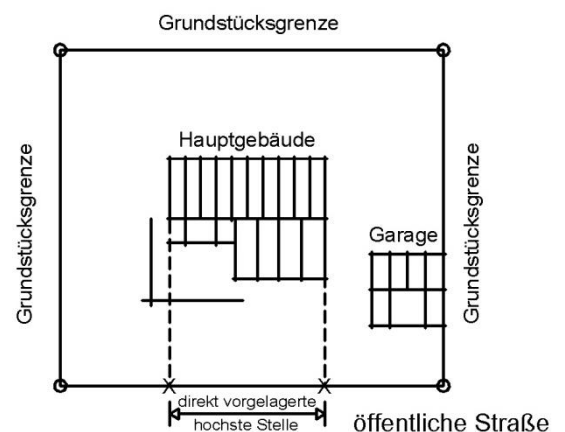 Grundstücksgrenze
Hauptgebäude
Grundstücksgrenze
Garage
Grundstücksgrenze
direkt vorgelagerte
hochste Stelle
öffentliche Straße